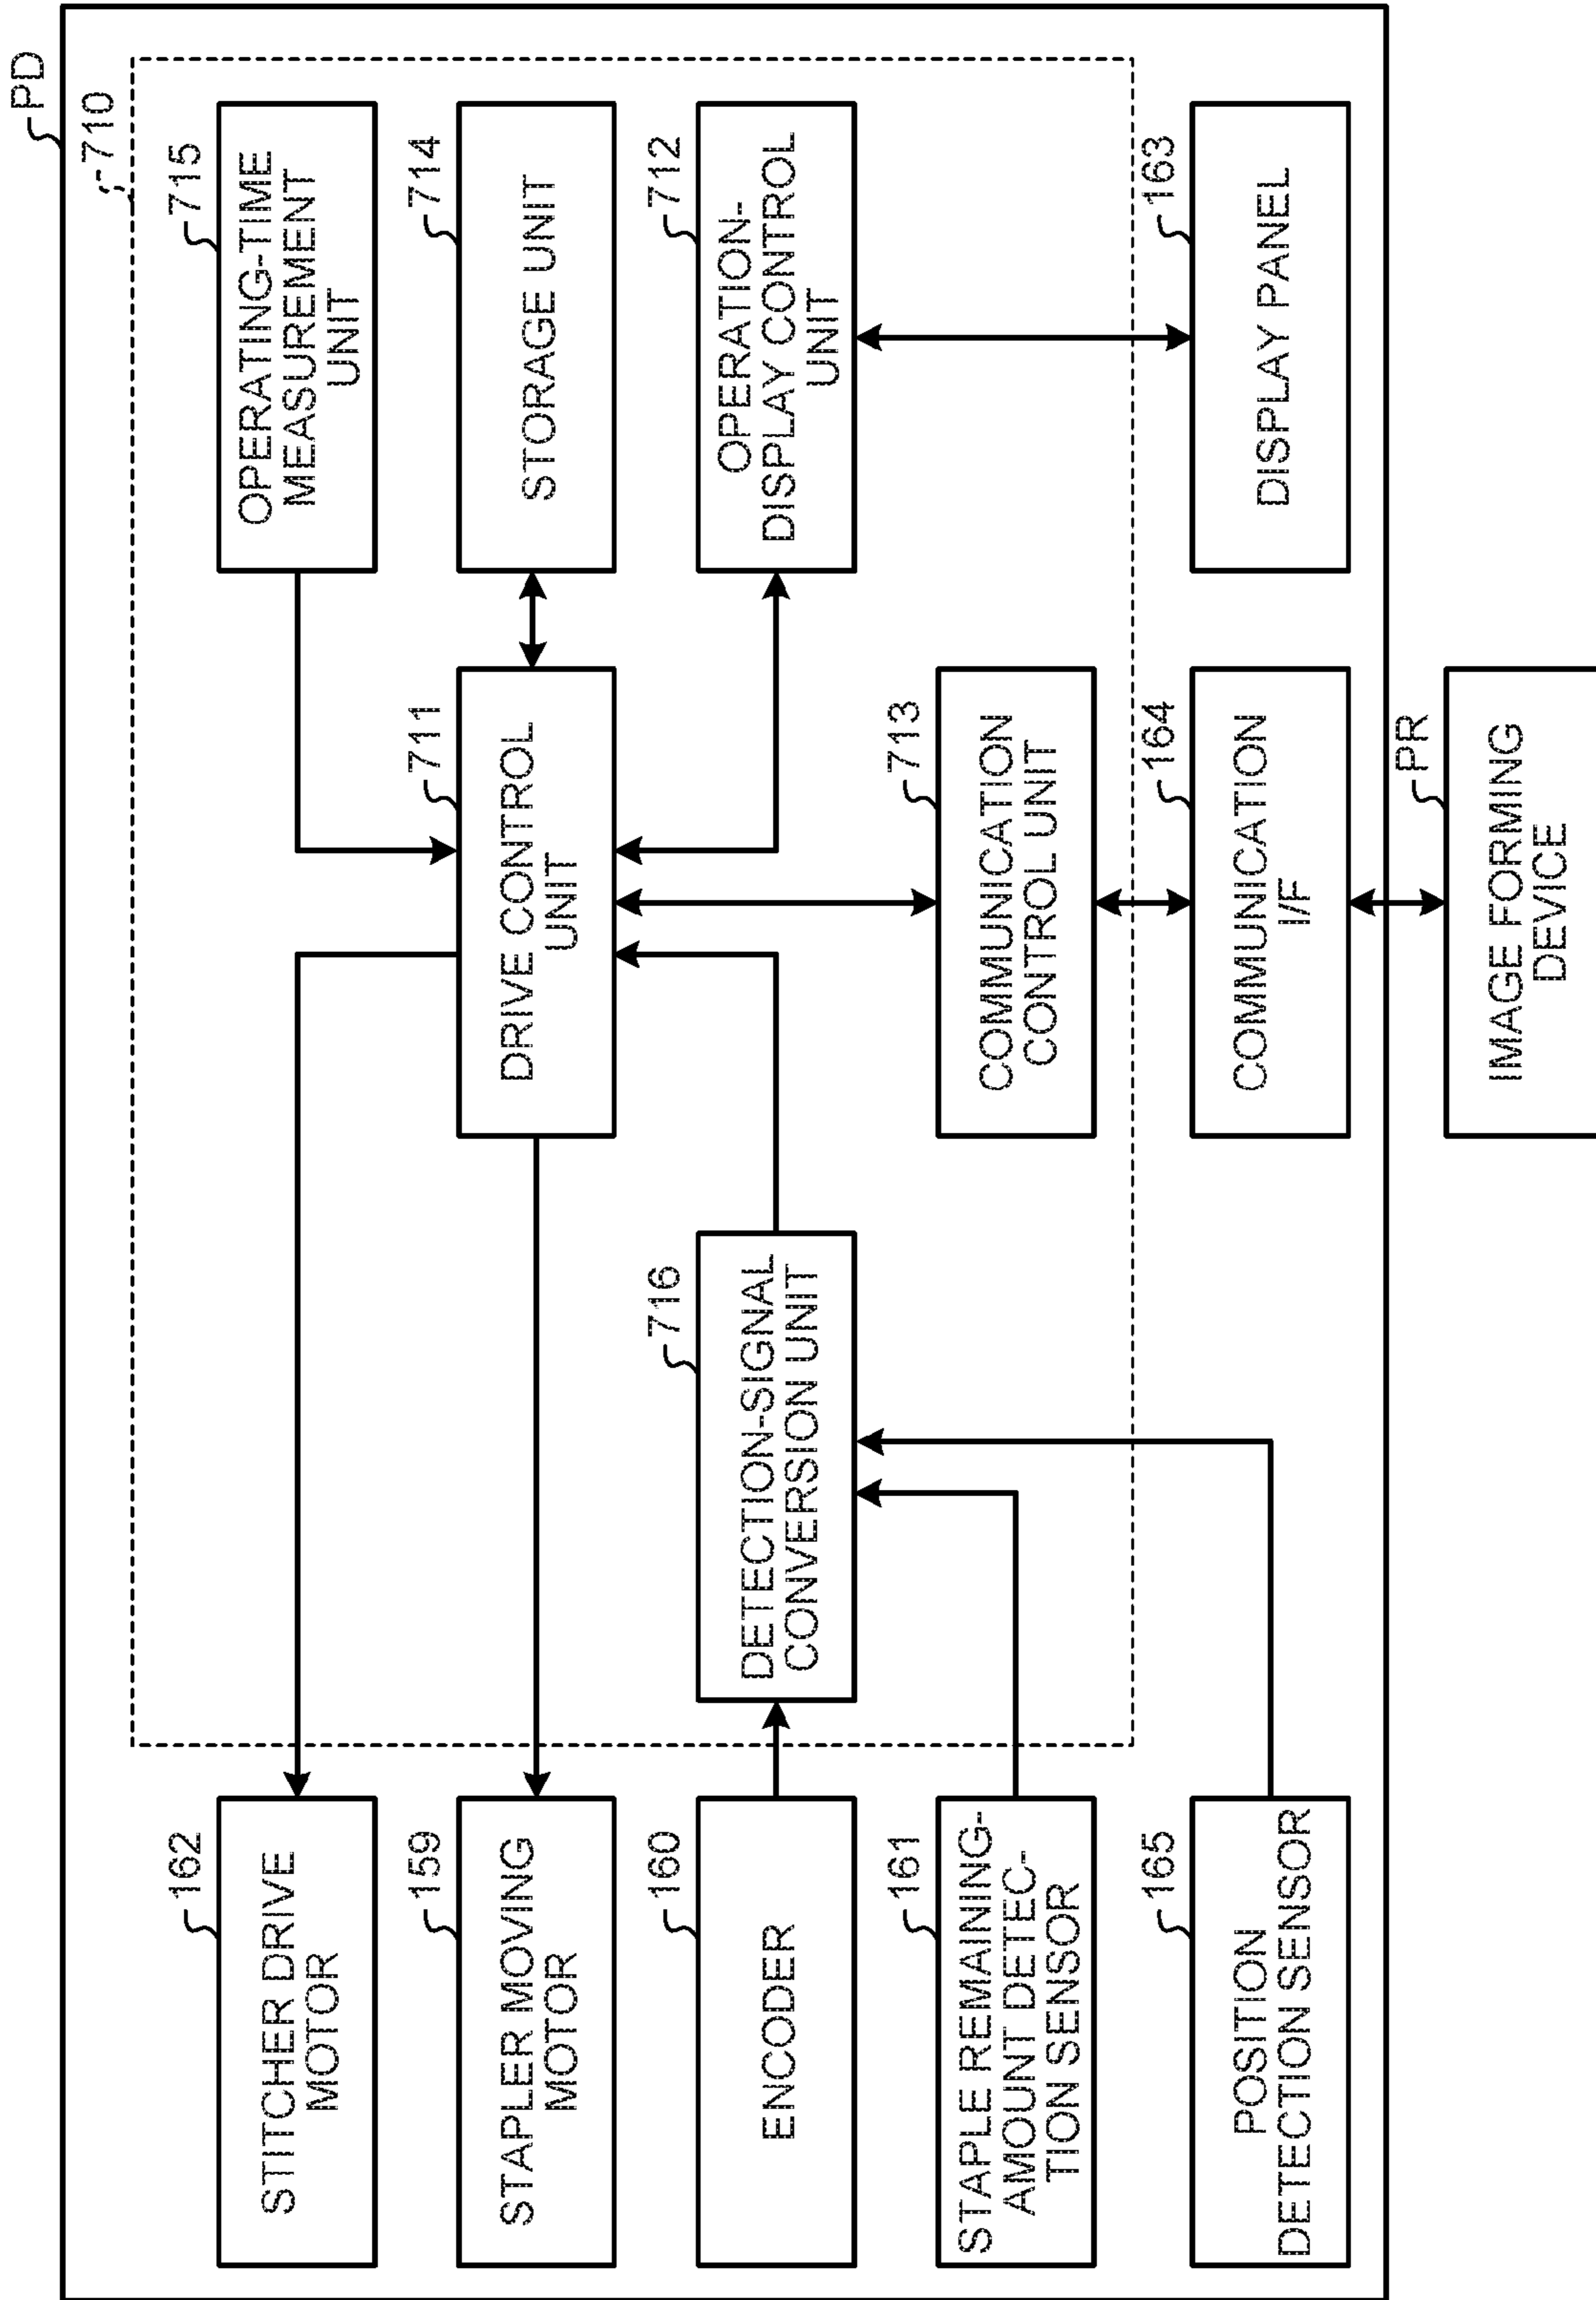 PD
710
162
STITCHER DRIVE
MOTOR
711
DRIVE CONTROL
UNIT
715
OPERATING-TIME
MEASUREMENT
UNIT
159
STAPLER MOVING
MOTOR
714
STORAGE UNIT
160
ENCODER
716
DETECTION-SIGNAL
CONVERSION UNIT
712
OPERATION-
DISPLAY CONTROL
UNIT
161
STAPLE REMAINING-
AMOUNT DETEC-
TION SENSOR
713
COMMUNICATION
CONTROL UNIT
165
POSITION
DETECTION SENSOR
164
COMMUNICATION
I/F
163
DISPLAY PANEL
PR
IMAGE FORMING
DEVICE